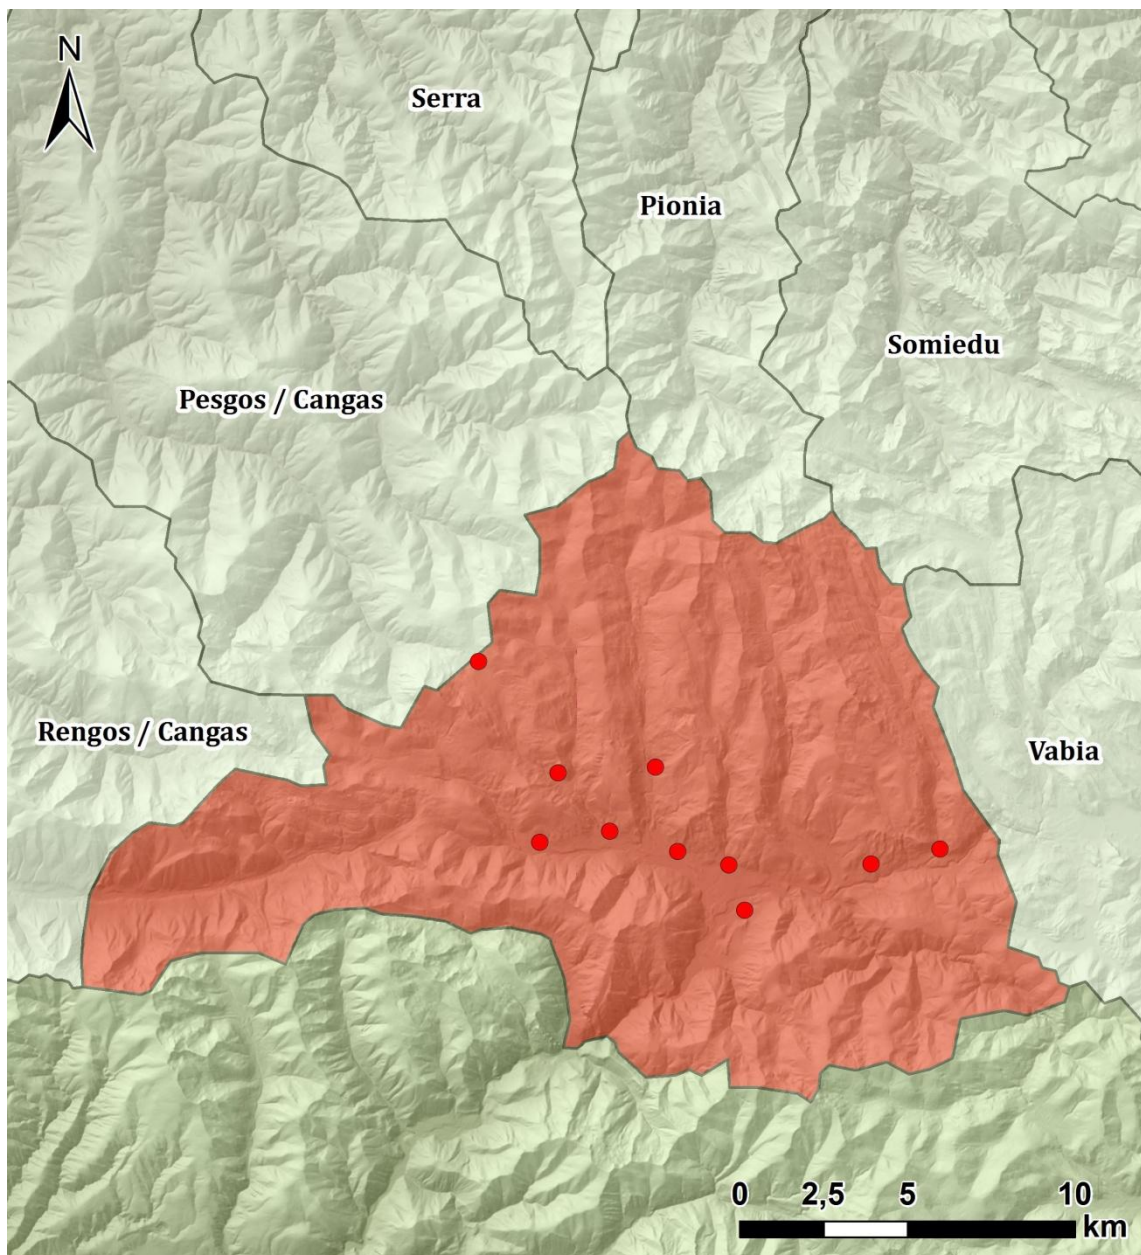 N
Serra
Pionia
Somiedu
Pesgos / Cangas
Rengos / Cangas
Vabia
0 2,5 5 10
km